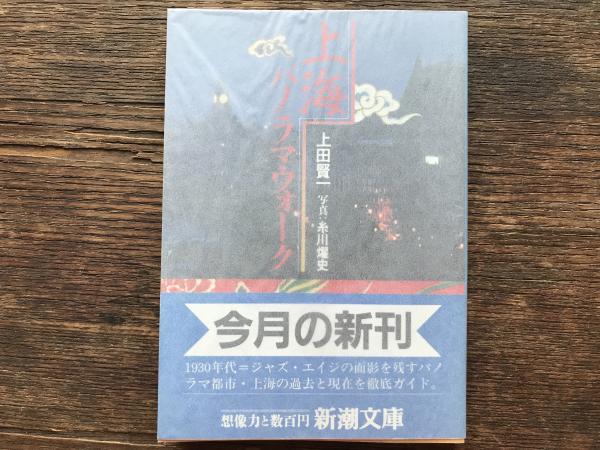 上海
パノラマウォーク
上田賢一
写真:糸川燿史
今月の新刊
1930年代=ジャズ・エイジの面影を残すパノ
ラマ都市・上海の過去と現在を徹底ガイド。
想像力と数百円 新潮文庫